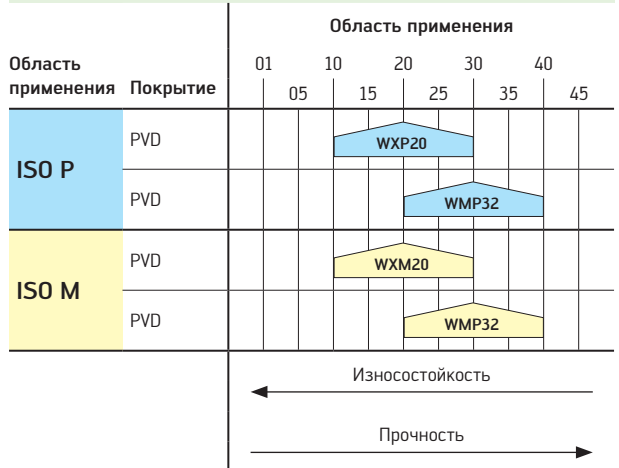 Область применения
Область применения Покрытие
01 10 20 30 40
05 15 25 35 45
ISO P
PVD WXP20
PVD WMP32
ISO M
PVD WXM20
PVD WMP32
Износостойкость
Прочность